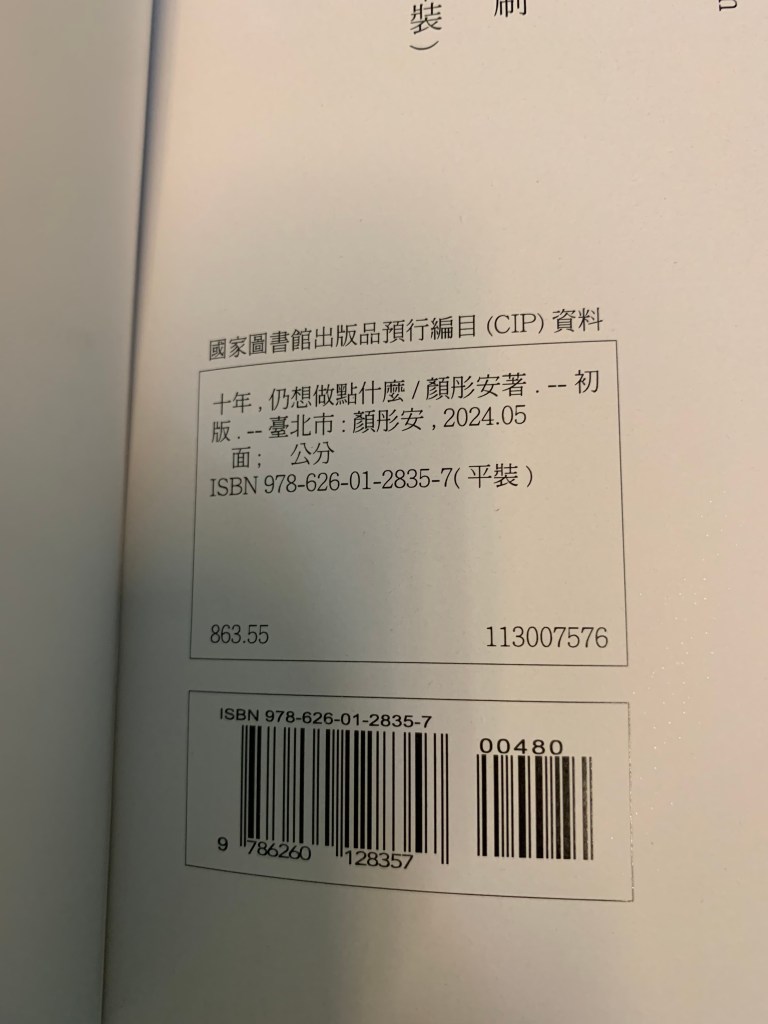 刷
裝）
國家圖書館出版品預行編目 (CIP) 資料
十年 , 仍想做點什麼 / 顏彤安著 . -- 初
版 . -- 臺北市 : 顏彤安 , 2024.05
面 ;　公分
ISBN 978-626-01-2835-7( 平裝 )
863.55
113007576
ISBN 978-626-01-2835-7
00480
9 786260 128357